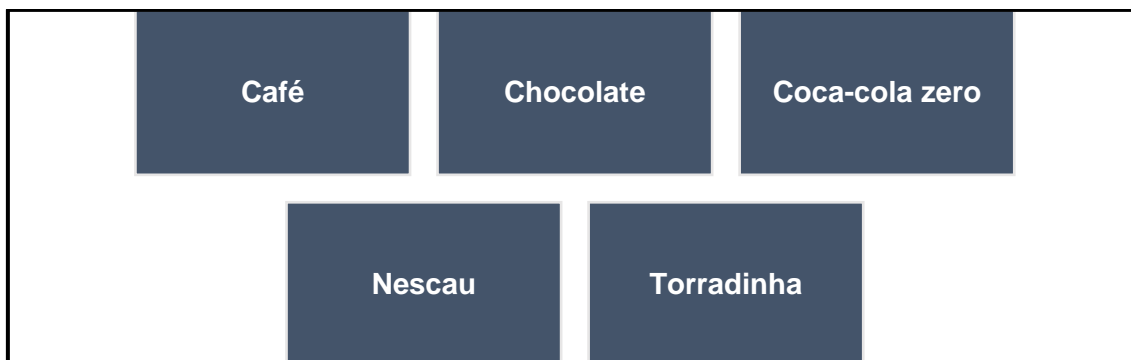 Café
Chocolate
Coca-cola zero
Nescau
Torradinha